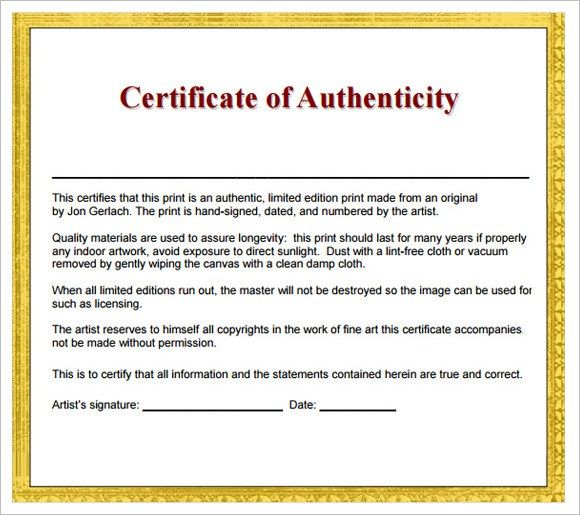 Certificate of Authenticity
This certifies that this print is an authentic, limited edition print made from an original
by Jon Gerlach. The print is hand-signed, dated, and numbered by the artist.
Quality materials are used to assure longevity: this print should last for many years if properly
any indoor artwork, avoid exposure to direct sunlight. Dust with a lint-free cloth or vacuum
removed by gently wiping the canvas with a clean damp cloth.
When all limited editions run out, the master will not be destroyed so the image can be used for
such as licensing.
The artist reserves to himself all copyrights in the work of fine art this certificate accompanies
not be made without permission.
This is to certify that all information and the statements contained herein are true and correct.
Artist's signature: ____________________ Date: ___________